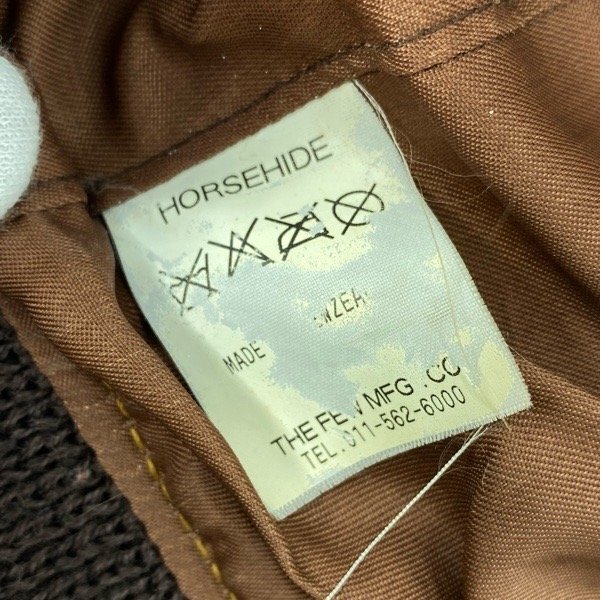 HORSEHIDE
MADE
THE FEW MFG .CO
TEL.011-562-6000